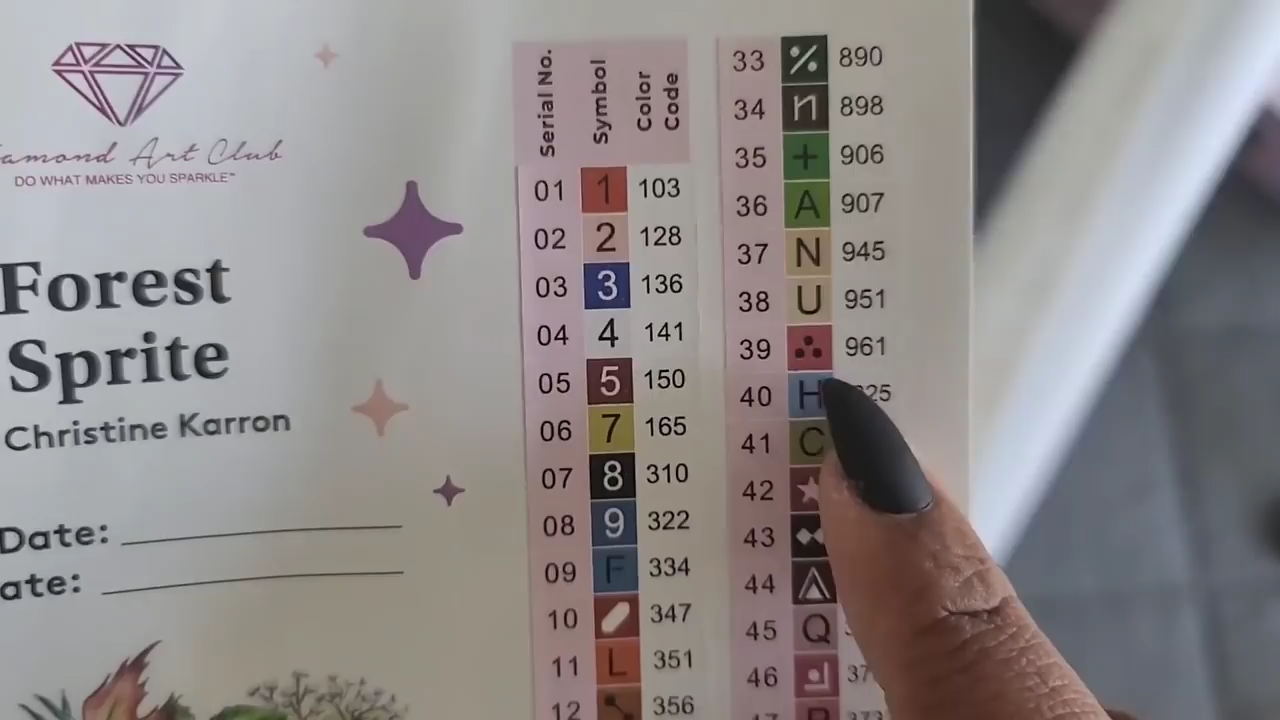 Art Club
DO WHAT MAKES YOU SPARKLE™
Forest
Sprite
Christine Karron
Date:
Serial No. Symbol Color Code
01 1 103
02 2 128
03 3 136
04 4 141
05 5 150
06 7 165
07 8 310
08 9 322
09 F 334
10 347
11 L 351
12 356
33 % 890
34 n 898
35 + 906
36 A 907
37 N 945
38 U 951
39 961
40 H
41 C
42
43
44
45 Q
46